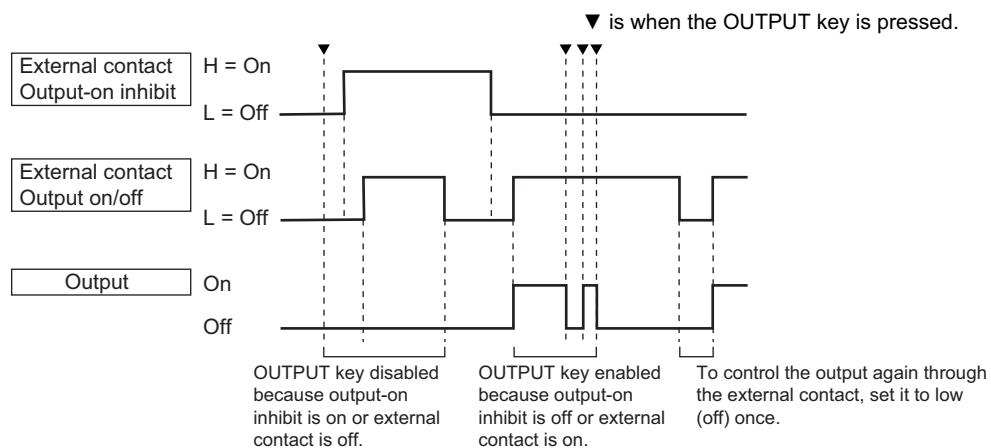 ▼ is when the OUTPUT key is pressed.
External contact
Output-on inhibit
H = On
L = Off
External contact
Output on/off
H = On
L = Off
Output
On
Off
OUTPUT key disabled
because output-on
inhibit is on or external
contact is off.
OUTPUT key enabled
because output-on
inhibit is off or external
contact is on.
To control the output again through
the external contact, set it to low
(off) once.